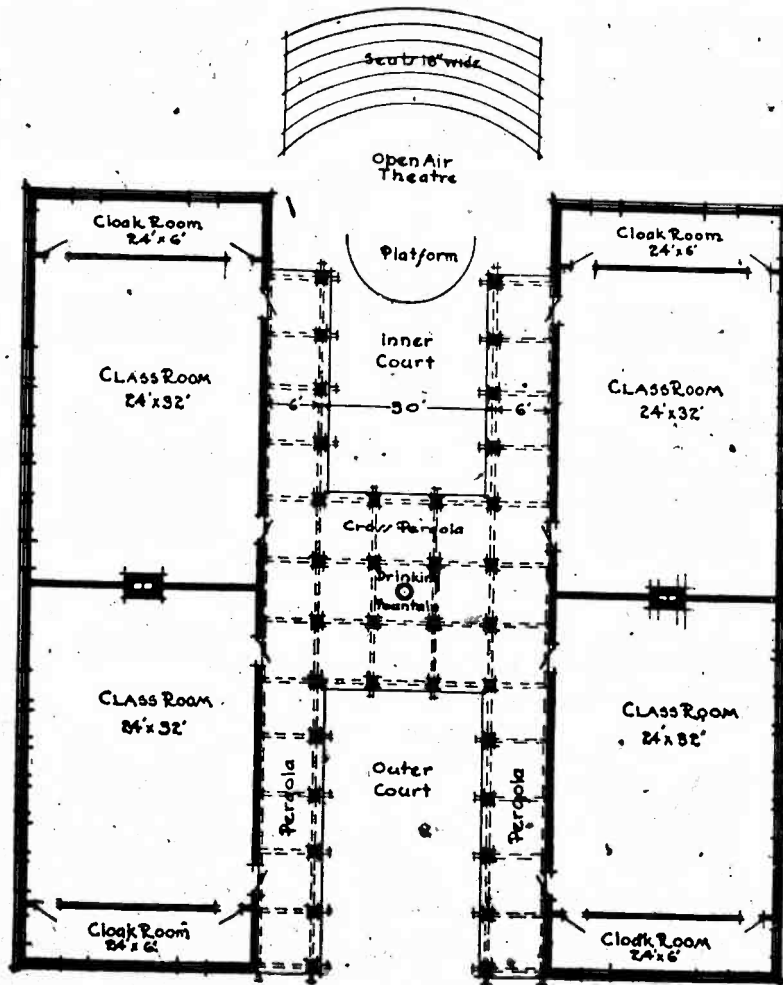 Seats 18" wide
Open Air
Theatre
Cloak Room
24' x 6'
Platform
Cloak Room
24' x 6'
Inner
Court
CLASS ROOM
24' x 32'
CLASS ROOM
24' x 32'
6'
30'
6'
Cross Pergola
Drinking
Fountain
CLASS ROOM
24' x 32'
CLASS ROOM
24' x 32'
Outer
Court
Pergola
Pergola
Cloak Room
24' x 6'
Cloak Room
24' x 6'